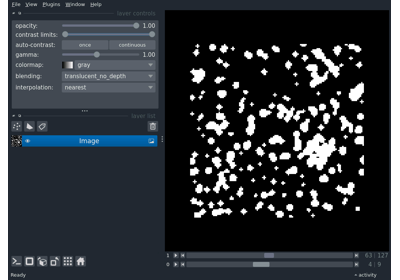 File View Plugins Window Help
layer controls
opacity: 1.00
contrast limits:
auto-contrast: once continuous
gamma: 1.00
colormap: gray
blending: translucent_no_depth
interpolation: nearest
layer list
Image
1 63 127
0 4 9
Ready activity